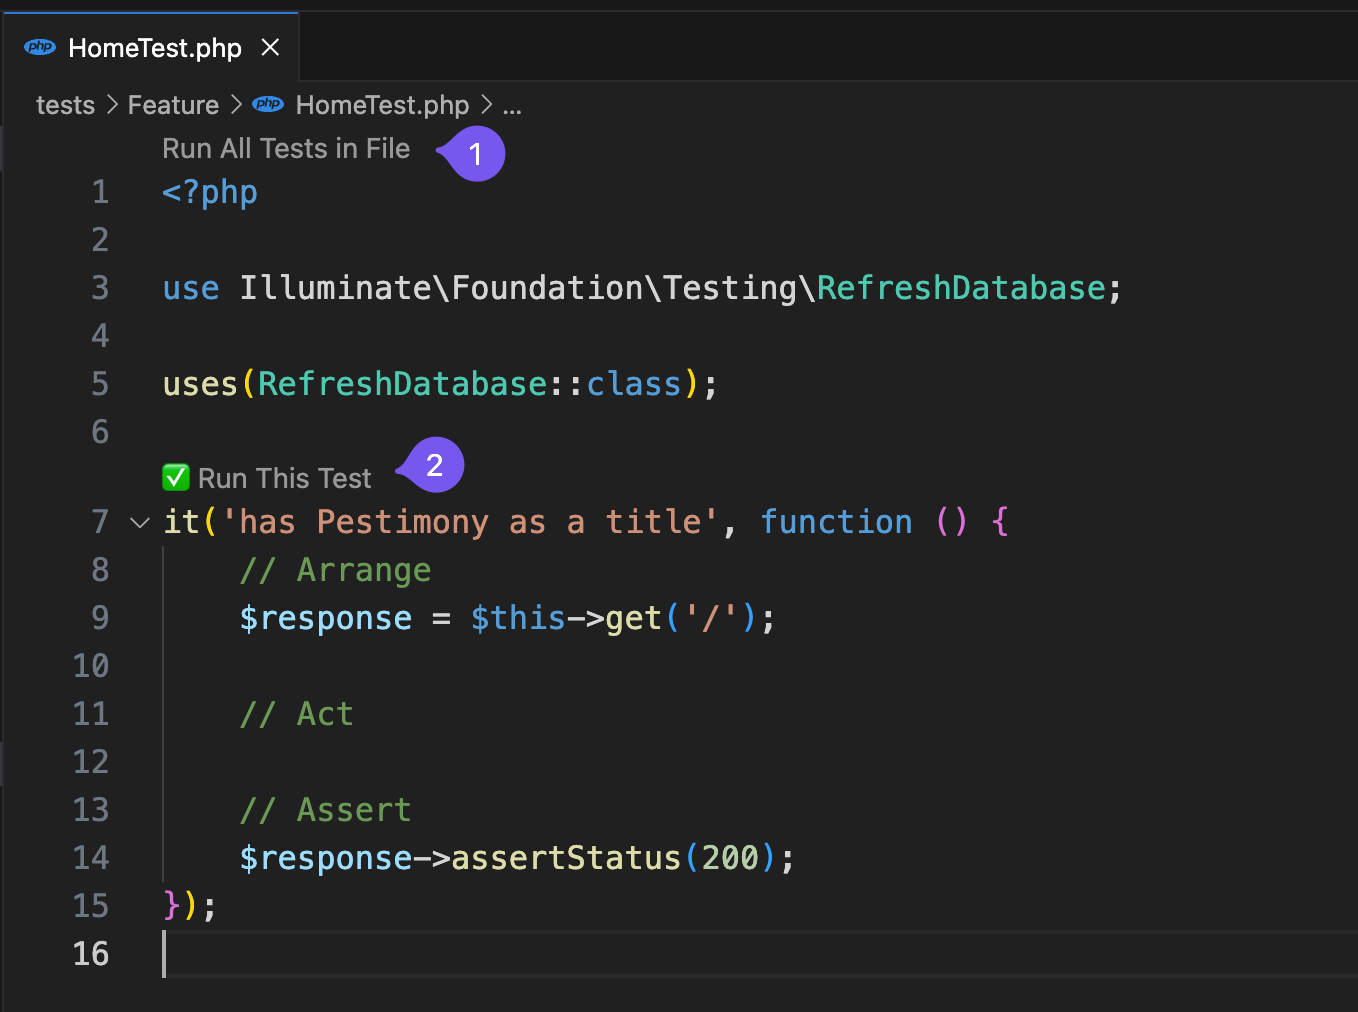 php HomeTest.php ×
tests > Feature > php HomeTest.php > ...
Run All Tests in File 1
1 <?php
2
3 use Illuminate\Foundation\Testing\RefreshDatabase;
4
5 uses(RefreshDatabase::class);
6
✅ Run This Test 2
7 it('has Pestimony as a title', function () {
8     // Arrange
9     $response = $this->get('/');
10
11     // Act
12
13     // Assert
14     $response->assertStatus(200);
15 });
16